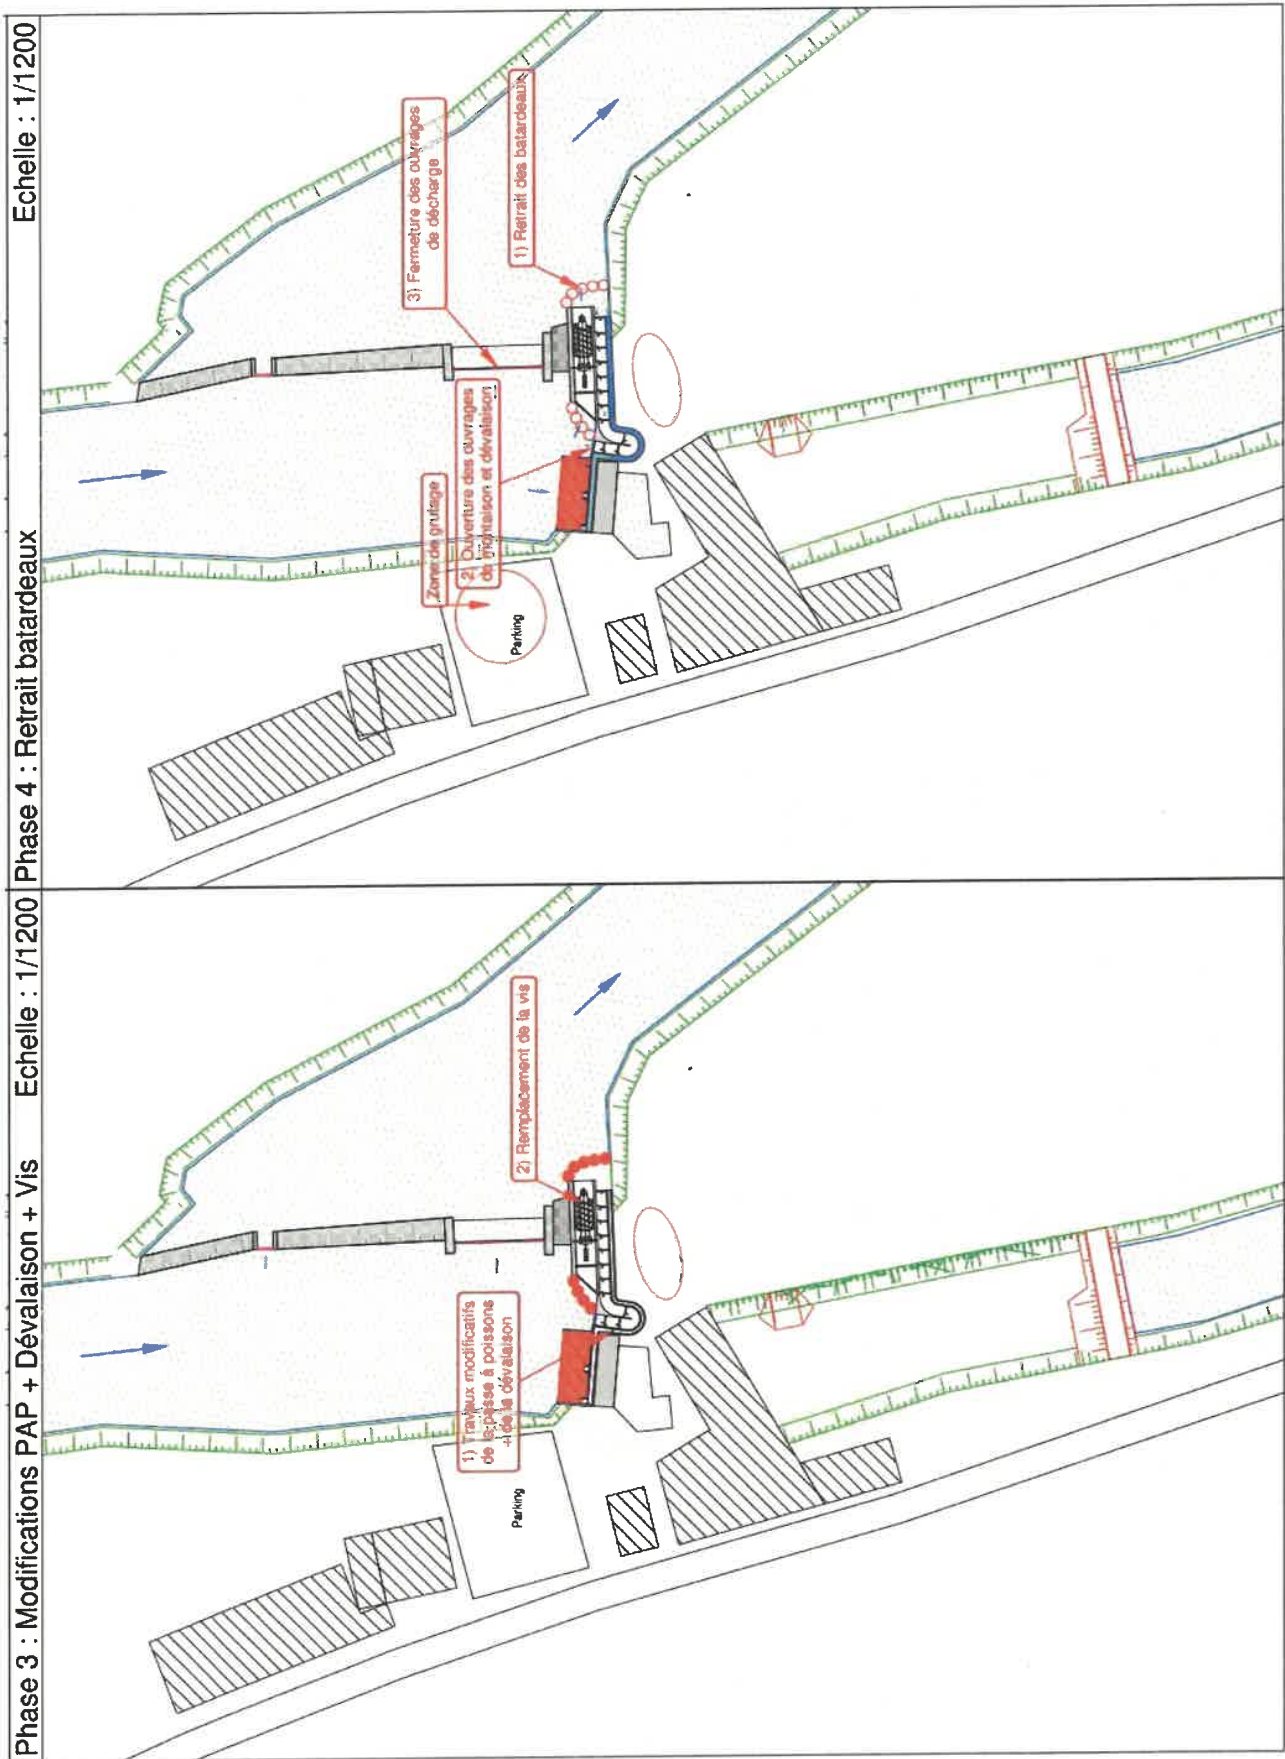 Phase 3 : Modifications PAP + Dévalaison + Vis
Echelle : 1/1200
1) Travaux modificatifs
de la passe à poissons
+ de la dévalaison
2) Remplacement de la vis
Parking
Phase 4 : Retrait batardeaux
Echelle : 1/1200
3) Fermeture des ouvrages
de décharge
1) Retrait des batardeaux
Zone de grutage
2) Ouverture des ouvrages
de montaison et dévalaison
Parking